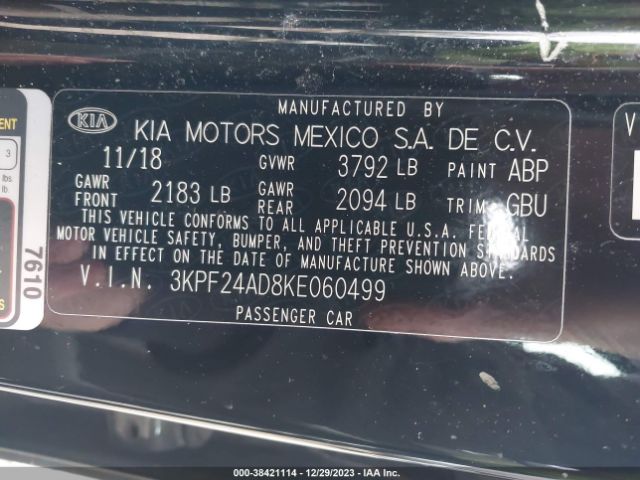 MANUFACTURED BY
KIA KIA MOTORS MEXICO S.A. DE C.V.
11/18 GVWR 3792 LB PAINT ABP
GAWR FRONT 2183 LB GAWR REAR 2094 LB TRIM GBU
THIS VEHICLE CONFORMS TO ALL APPLICABLE U.S.A. FEDERAL
MOTOR VEHICLE SAFETY, BUMPER, AND THEFT PREVENTION STANDARDS
IN EFFECT ON THE DATE OF MANUFACTURE SHOWN ABOVE.
V.I.N. 3KPF24AD8KE060499
PASSENGER CAR
3
lbs.
lb.
7610
V
000-38421114 - 12/29/2023 - IAA Inc.